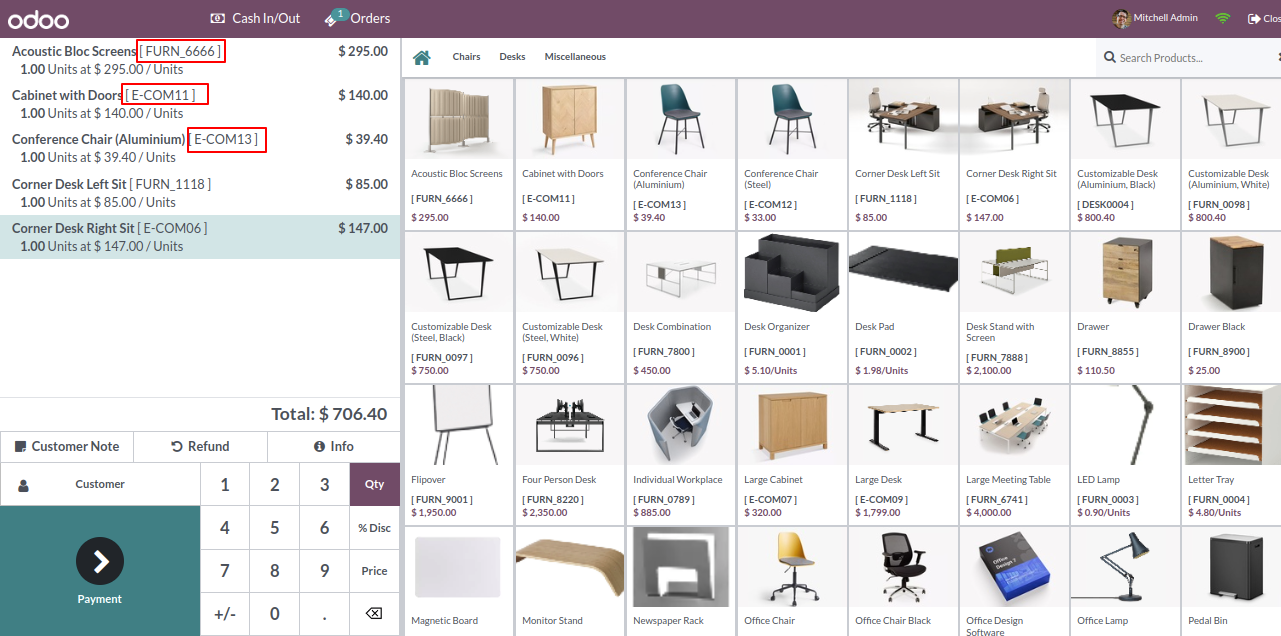 odoo
Cash In/Out
1
Orders
Mitchell Admin
Clos
Acoustic Bloc Screens [ FURN_6666 ] $ 295.00
1.00 Units at $ 295.00 / Units
Cabinet with Doors [ E-COM11 ] $ 140.00
1.00 Units at $ 140.00 / Units
Conference Chair (Aluminium) [ E-COM13 ] $ 39.40
1.00 Units at $ 39.40 / Units
Corner Desk Left Sit [ FURN_1118 ] $ 85.00
1.00 Units at $ 85.00 / Units
Corner Desk Right Sit [ E-COM06 ] $ 147.00
1.00 Units at $ 147.00 / Units
Total: $ 706.40
Customer Note
Refund
Info
Customer
1 2 3 Qty
4 5 6 % Disc
7 8 9 Price
+/- 0 .
Payment
Chairs
Desks
Miscellaneous
Search Products...
Acoustic Bloc Screens
[ FURN_6666 ]
$ 295.00
Cabinet with Doors
[ E-COM11 ]
$ 140.00
Conference Chair
(Aluminium)
[ E-COM13 ]
$ 39.40
Conference Chair
(Steel)
[ E-COM12 ]
$ 33.00
Corner Desk Left Sit
[ FURN_1118 ]
$ 85.00
Corner Desk Right Sit
[ E-COM06 ]
$ 147.00
Customizable Desk
(Aluminium, Black)
[ DESK0004 ]
$ 800.40
Customizable Desk
(Aluminium, White)
[ FURN_0098 ]
$ 800.40
Customizable Desk
(Steel, Black)
[ FURN_0097 ]
$ 750.00
Customizable Desk
(Steel, White)
[ FURN_0096 ]
$ 750.00
Desk Combination
[ FURN_7800 ]
$ 450.00
Desk Organizer
[ FURN_0001 ]
$ 5.10/Units
Desk Pad
[ FURN_0002 ]
$ 1.98/Units
Desk Stand with
Screen
[ FURN_7888 ]
$ 2,100.00
Drawer
[ FURN_8855 ]
$ 110.50
Drawer Black
[ FURN_8900 ]
$ 25.00
Flipover
[ FURN_9001 ]
$ 1,950.00
Four Person Desk
[ FURN_8220 ]
$ 2,350.00
Individual Workplace
[ FURN_0789 ]
$ 885.00
Large Cabinet
[ E-COM07 ]
$ 320.00
Large Desk
[ E-COM09 ]
$ 1,799.00
Large Meeting Table
[ FURN_6741 ]
$ 4,000.00
LED Lamp
[ FURN_0003 ]
$ 0.90/Units
Letter Tray
[ FURN_0004 ]
$ 4.80/Units
Magnetic Board
Monitor Stand
Newspaper Rack
Office Chair
Office Chair Black
Office
Design 7
Office Design
Software
Office Lamp
Pedal Bin